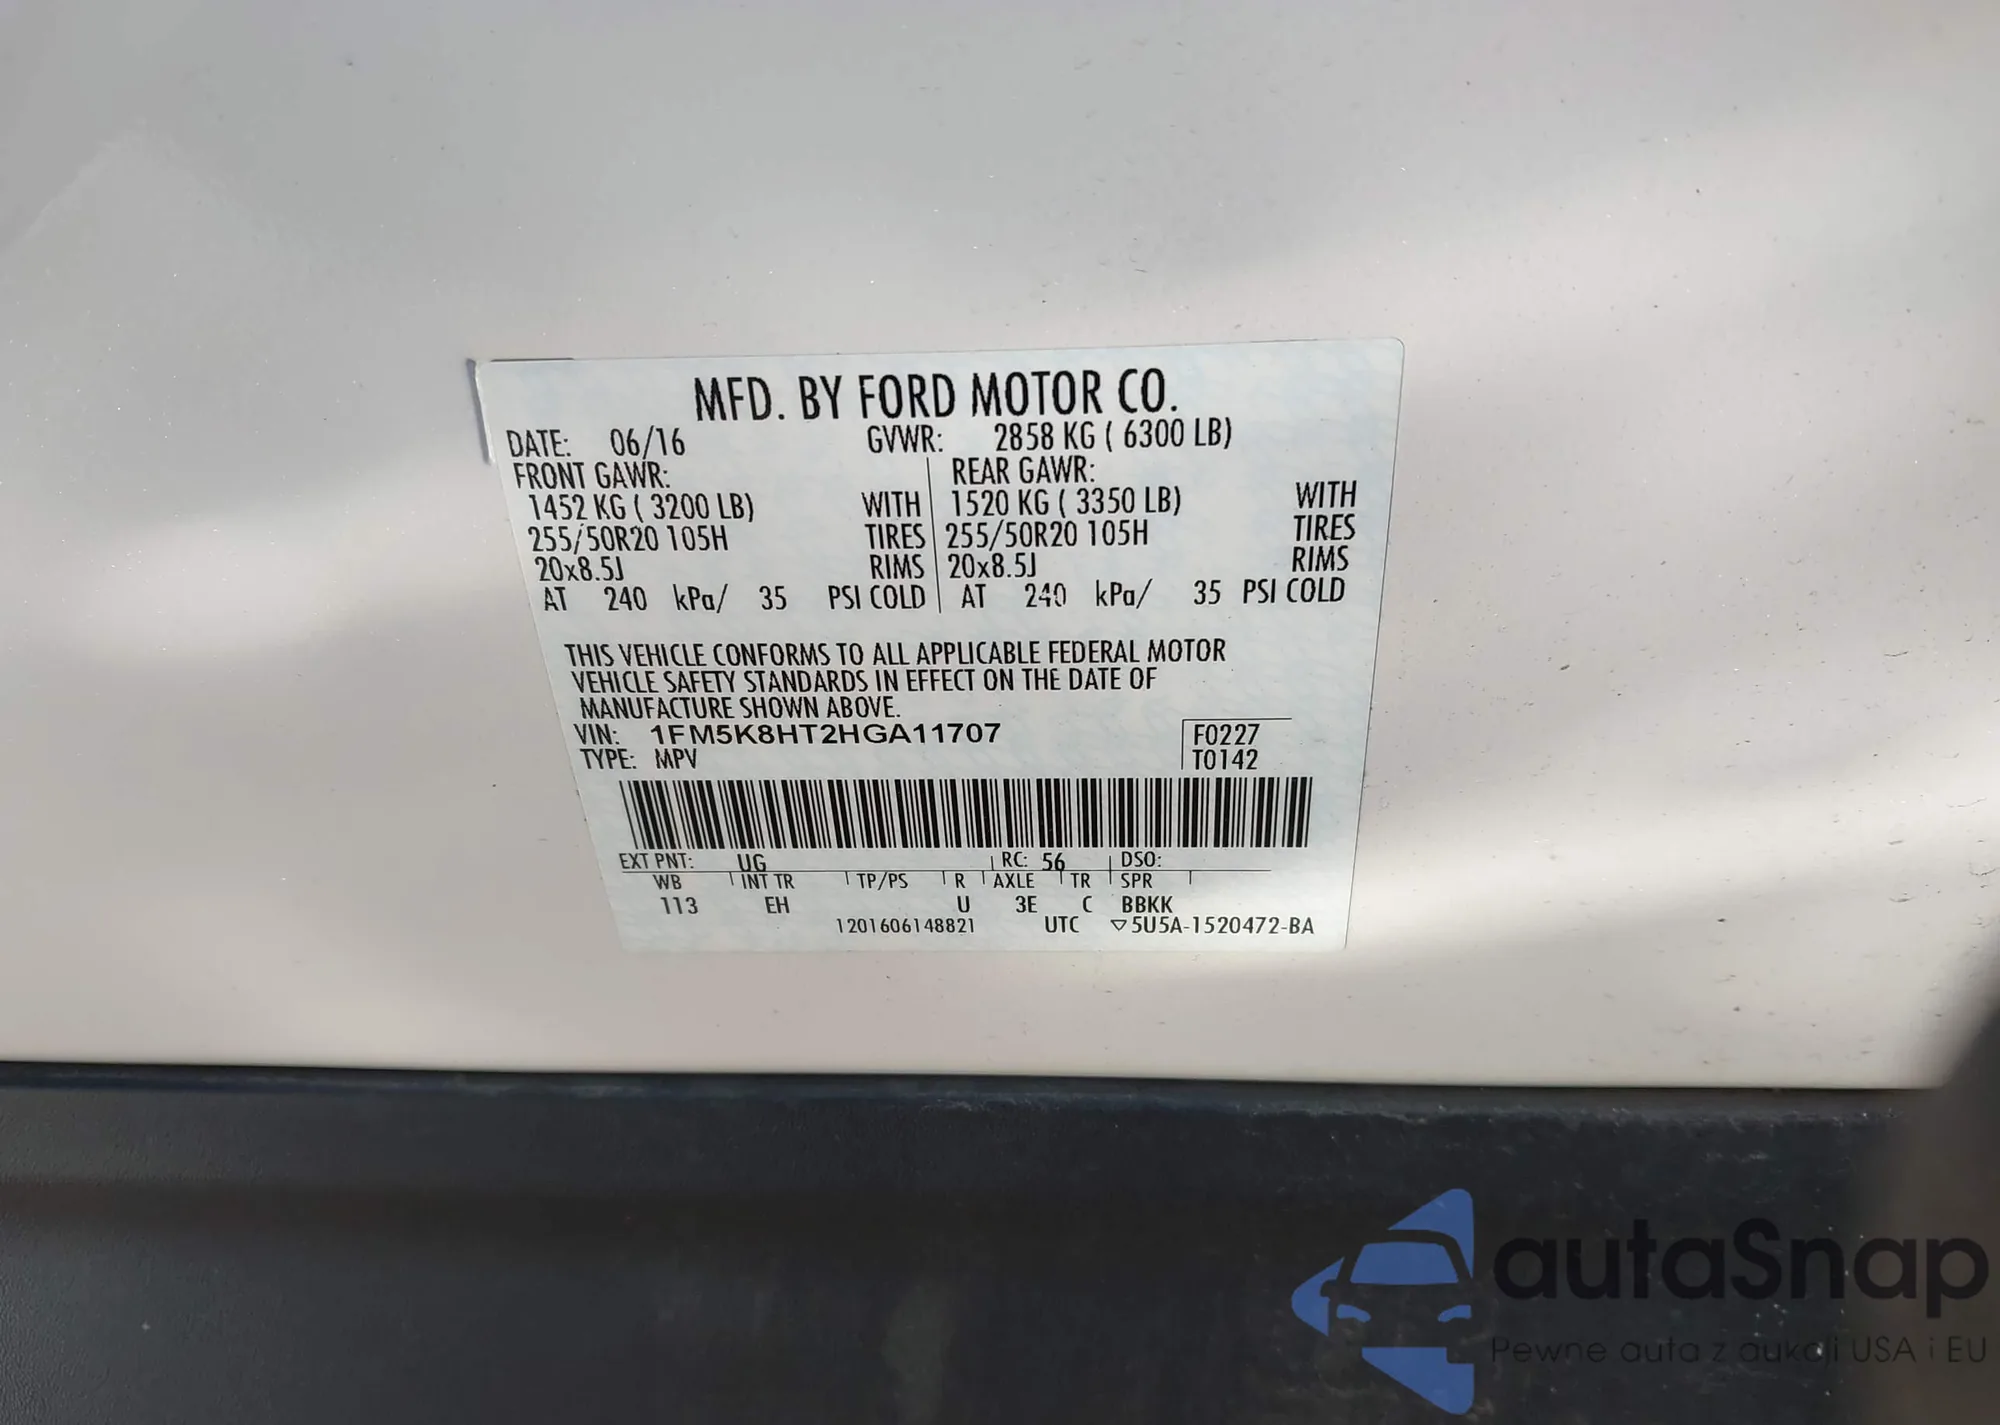 MFD. BY FORD MOTOR CO.
DATE: 06/16 GVWR: 2858 KG ( 6300 LB)
FRONT GAWR: REAR GAWR:
1452 KG ( 3200 LB) WITH 1520 KG ( 3350 LB) WITH
255/50R20 105H TIRES 255/50R20 105H TIRES
20x8.5J RIMS 20x8.5J RIMS
AT 240 kPa/ 35 PSI COLD AT 240 kPa/ 35 PSI COLD
THIS VEHICLE CONFORMS TO ALL APPLICABLE FEDERAL MOTOR
VEHICLE SAFETY STANDARDS IN EFFECT ON THE DATE OF
MANUFACTURE SHOWN ABOVE.
VIN: 1FM5K8HT2HGA11707 F0227
TYPE: MPV T0142
EXT PNT: UG RC: 56 DSO:
WB INT TR TP/PS R AXLE TR SPR
113 EH U 3E C BBKK
1201606148821 UTC ▽5U5A-1520472-BA
autaSnap
Pewne auta z aukcji USA i EU